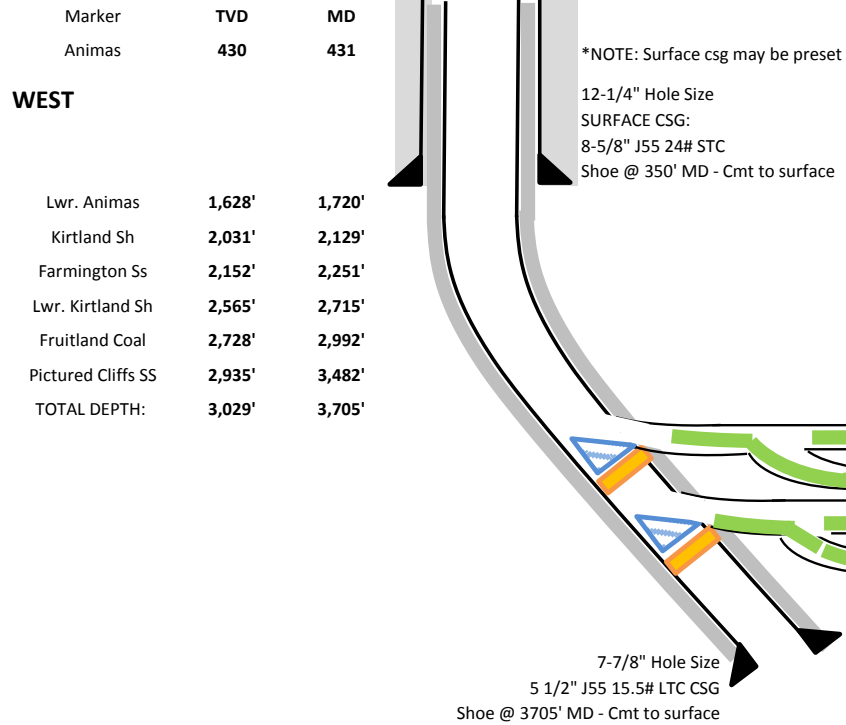 Marker TVD MD
Animas 430 431
*NOTE: Surface csg may be preset
WEST
12-1/4" Hole Size
SURFACE CSG:
8-5/8" J55 24# STC
Shoe @ 350' MD - Cmt to surface
Lwr. Animas 1,628' 1,720'
Kirtland Sh 2,031' 2,129'
Farmington Ss 2,152' 2,251'
Lwr. Kirtland Sh 2,565' 2,715'
Fruitland Coal 2,728' 2,992'
Pictured Cliffs SS 2,935' 3,482'
TOTAL DEPTH: 3,029' 3,705'
7-7/8" Hole Size
5 1/2" J55 15.5# LTC CSG
Shoe @ 3705' MD - Cmt to surface